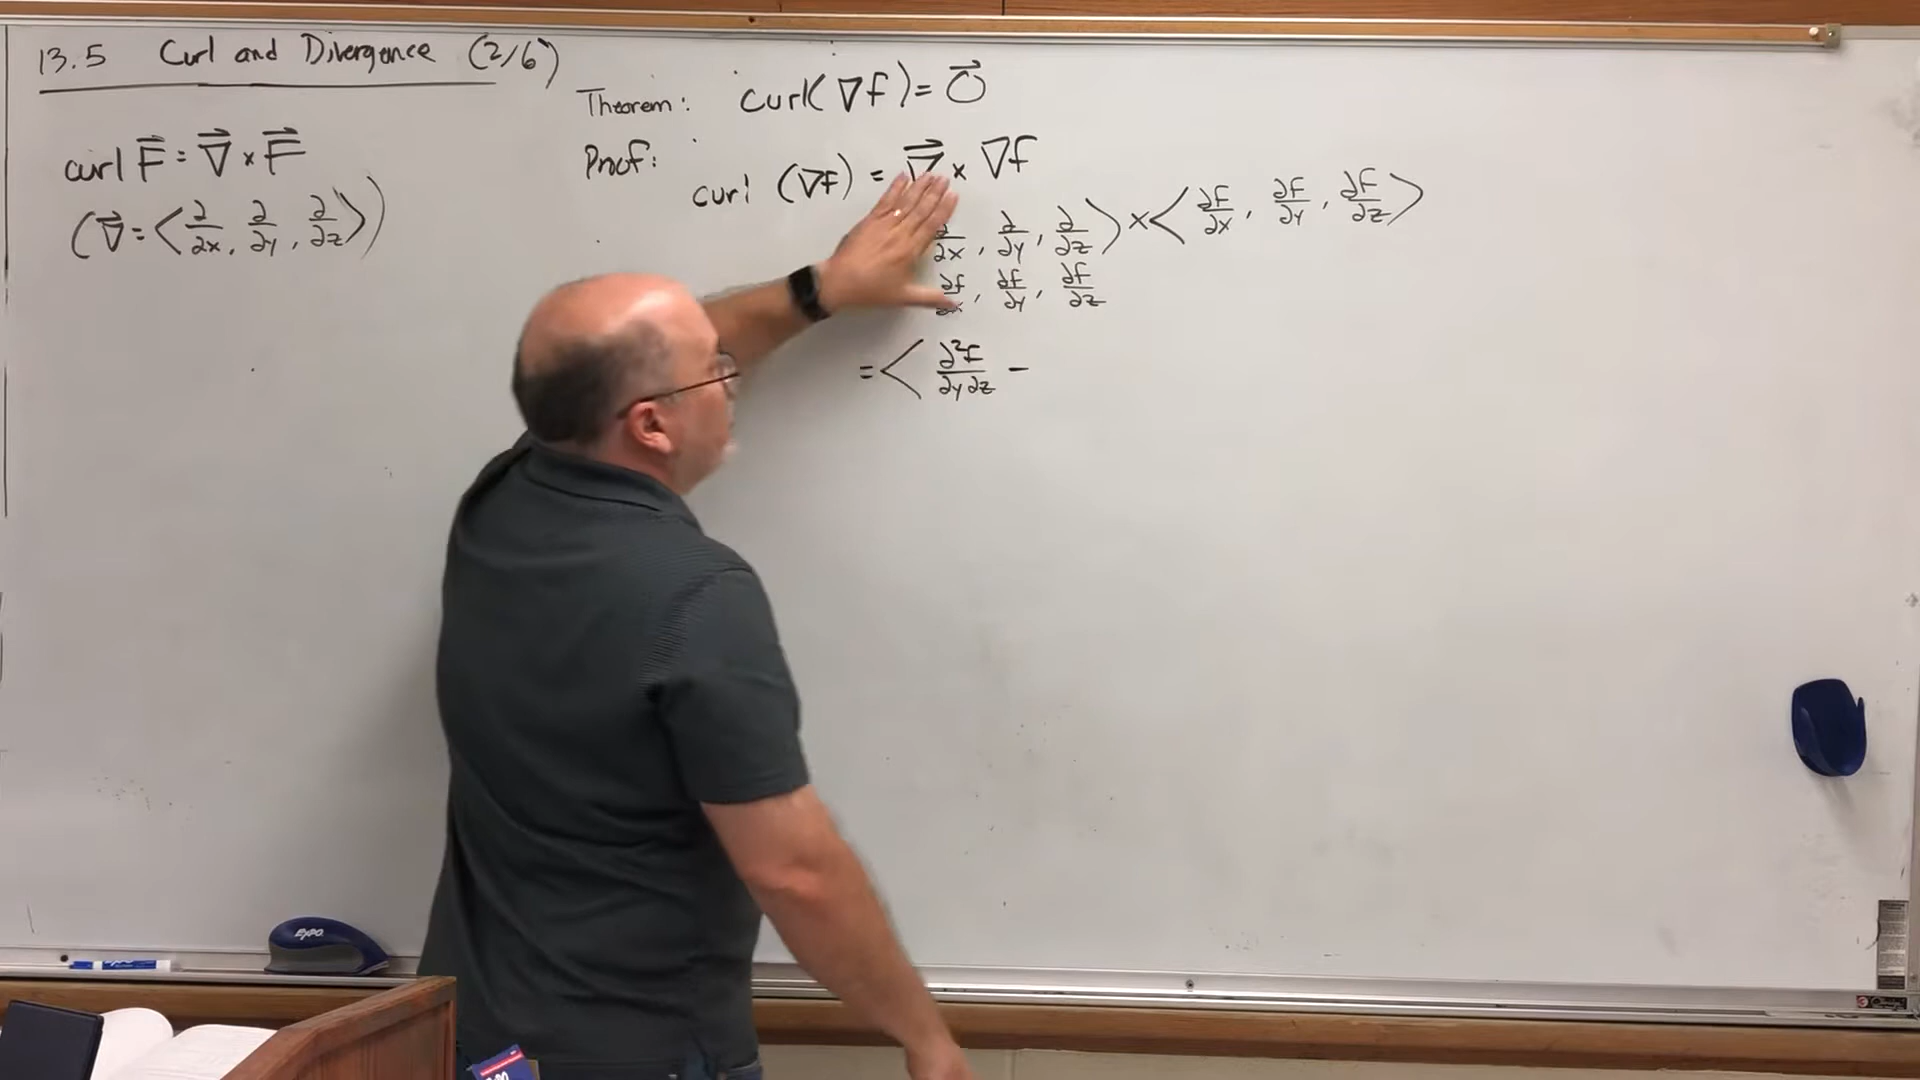 13.5 Curl and Divergence (2/6)
curl F⃗ = ∇⃗ × F⃗
(∇⃗ = ⟨∂/∂x, ∂/∂y, ∂/∂z⟩)
Theorem: curl(∇f) = 0⃗
Proof:
curl (∇f) = ∇⃗ × ∇f
∂/∂x, ∂/∂y, ∂/∂z⟩ × ⟨∂f/∂x, ∂f/∂y, ∂f/∂z⟩
∂f/∂x, ∂f/∂y, ∂f/∂z
= ⟨ ∂²f/∂y∂z −
EXPO